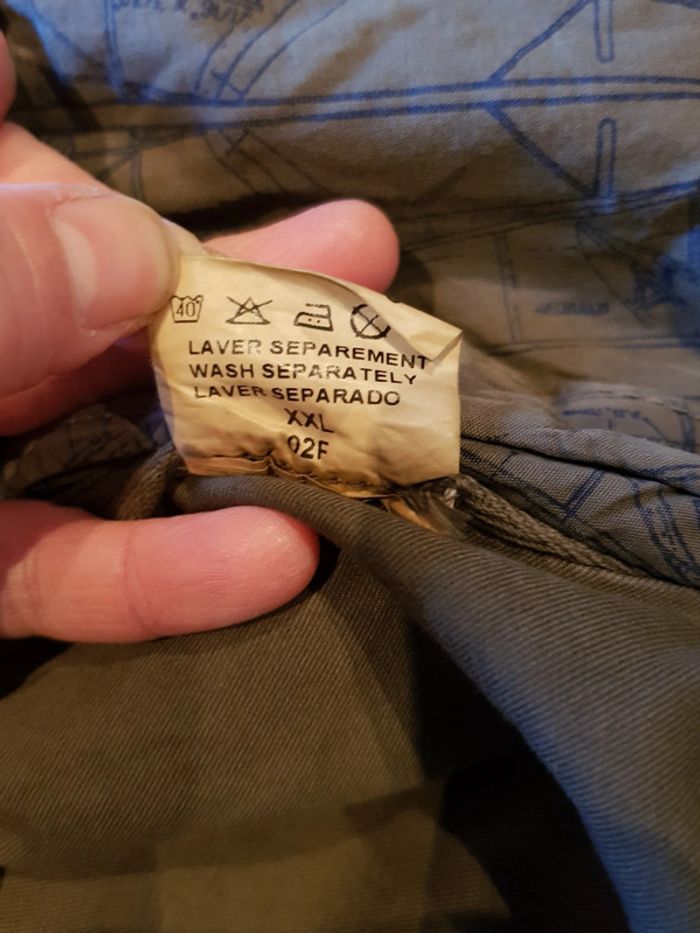 40
LAVER SEPAREMENT
WASH SEPARATELY
LAVER SEPARADO
XXL
02F